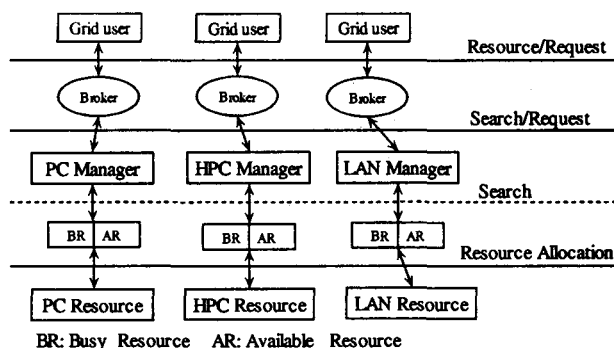 Grid user Grid user Grid user
Resource/Request
Broker Broker Broker
Search/Request
PC Manager HPC Manager LAN Manager
Search
BR AR BR AR BR AR
Resource Allocation
PC Resource HPC Resource LAN Resource
BR: Busy Resource AR: Available Resource